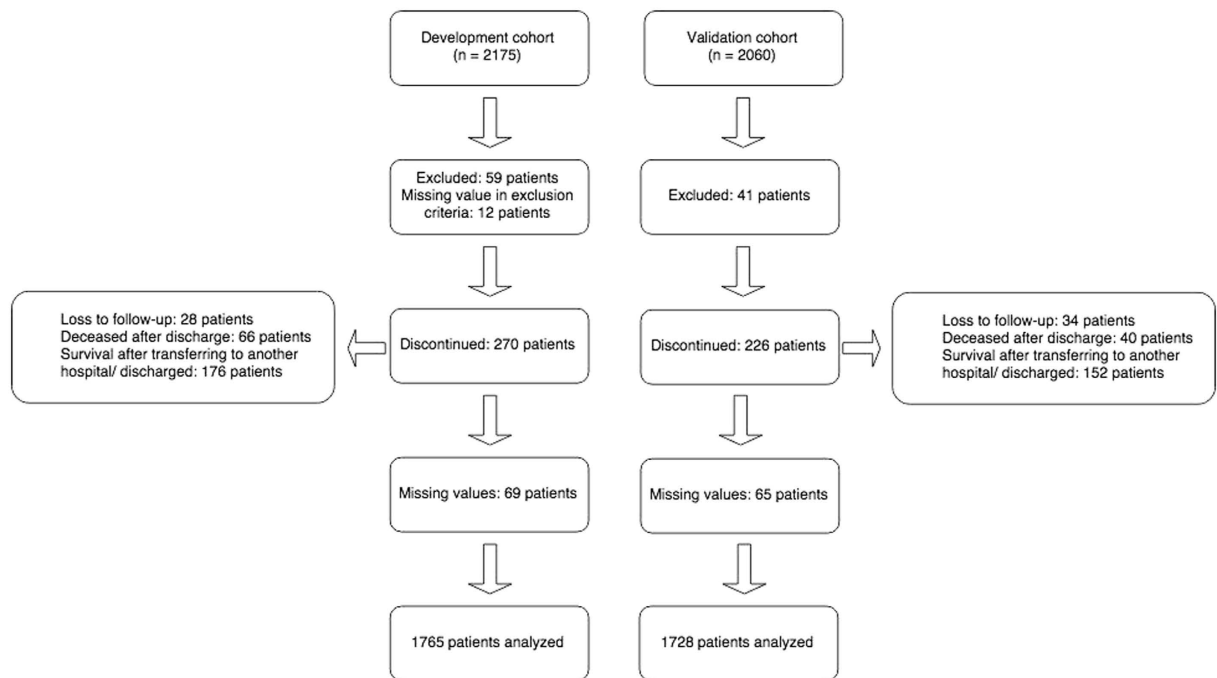 Development cohort
(n = 2175)
Validation cohort
(n = 2060)
Excluded: 59 patients
Missing value in exclusion
criteria: 12 patients
Excluded: 41 patients
Loss to follow-up: 28 patients
Deceased after discharge: 66 patients
Survival after transferring to another
hospital/ discharged: 176 patients
Discontinued: 270 patients
Discontinued: 226 patients
Loss to follow-up: 34 patients
Deceased after discharge: 40 patients
Survival after transferring to another
hospital/ discharged: 152 patients
Missing values: 69 patients
Missing values: 65 patients
1765 patients analyzed
1728 patients analyzed